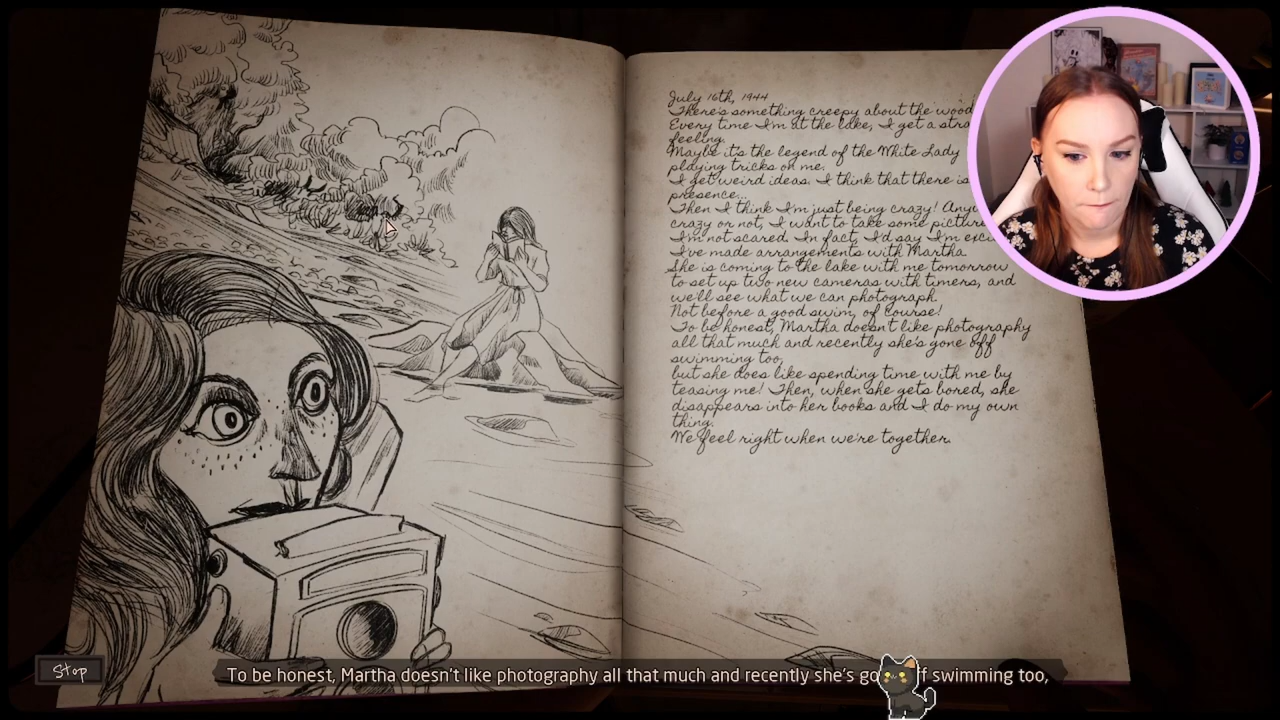 July 16th, 1944
There's something creepy about the wood
Every time I'm at the lake, I get a stra
feeling.
Maybe it's the legend of the White Lady
playing tricks on me.
I get weird ideas. I think that there is
presence...
Then I think I'm just being crazy! Any
crazy or not, I want to take some picture
I'm not scared. In fact, I'd say I'm exci
I've made arrangements with Martha.
She is coming to the lake with me tomorrow
to set up two new cameras with timers, and
we'll see what we can photograph.
Not before a good swim, of course!
To be honest, Martha doesn't like photography
all that much and recently she's gone off
swimming too,
but she does like spending time with me by
teasing me! Then, when she gets bored, she
disappears into her books and I do my own
thing.
We feel right when we're together.
Stop
To be honest, Martha doesn't like photography all that much and recently she's go ff swimming too,